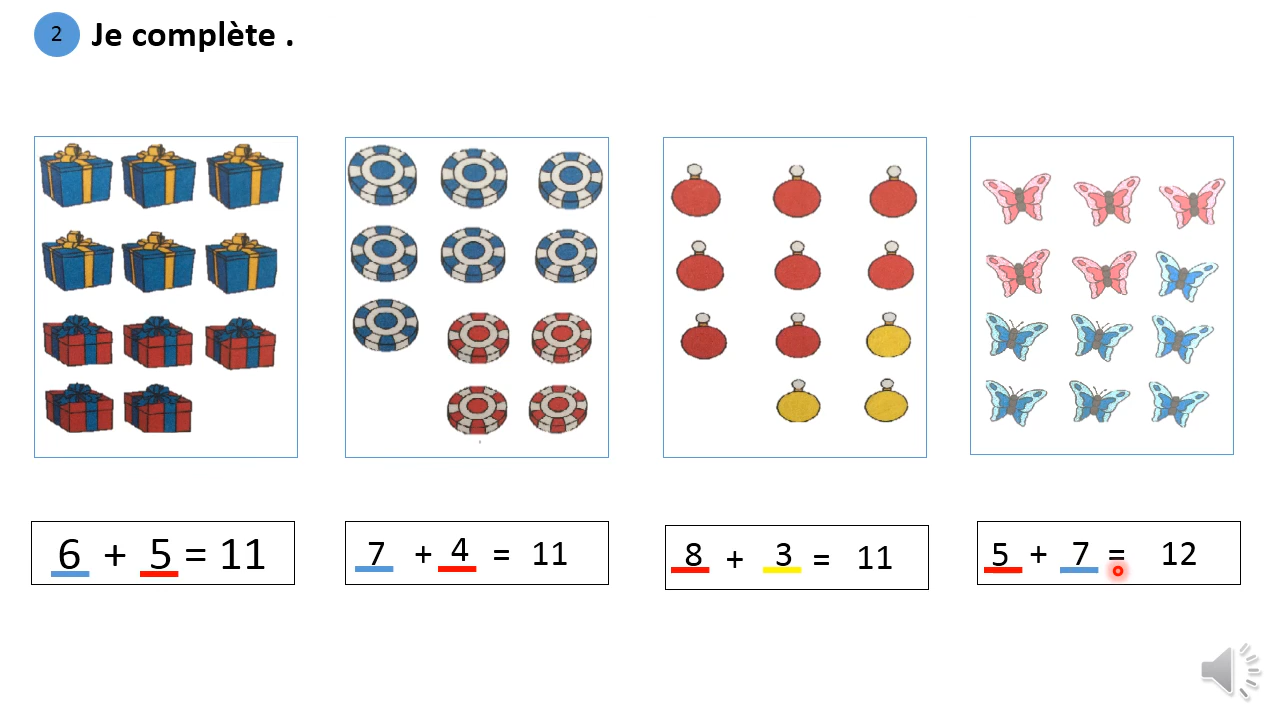 2 Je complète .
6 + 5 = 11
7 + 4 = 11
8 + 3 = 11
5 + 7 = 12